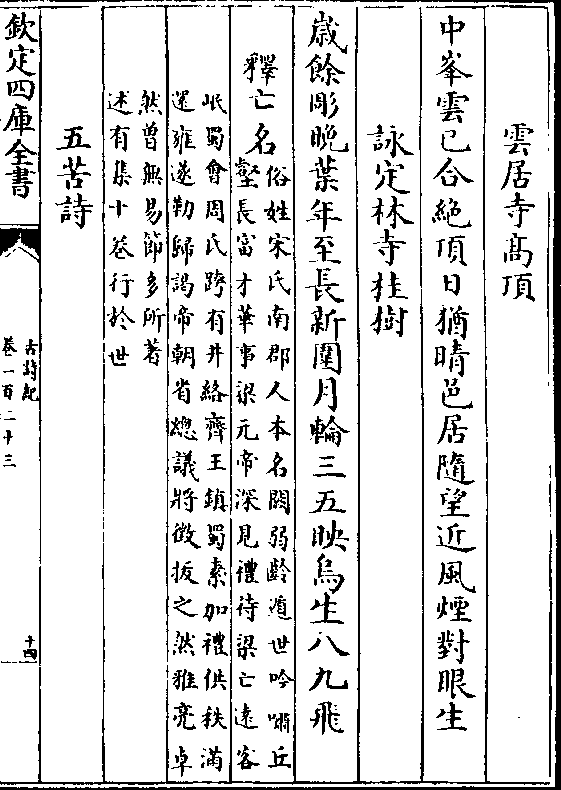 雲居寺髙頂
中峯雲已合絶頂日猶晴邑居隨望近風煙對眼生
詠定林寺桂樹
歲餘彫晩葉年至長新圍月輪三五映烏生八九飛
釋亡名
俗姓宋氏南郡人本名闕弱齡遁世吟嘯丘
壑長富才華事梁元帝深見禮待梁亡遠客
岷蜀會周氏跨有井絡齊王鎮蜀素加禮供秩滿
還雍遂勒歸謁帝朝省總議將徵拔之然雅亮卓
然曽無易節多所著
述有集十卷行於世
五苦詩
欽定四庫全書
古詩紀
卷一百二十三
十四